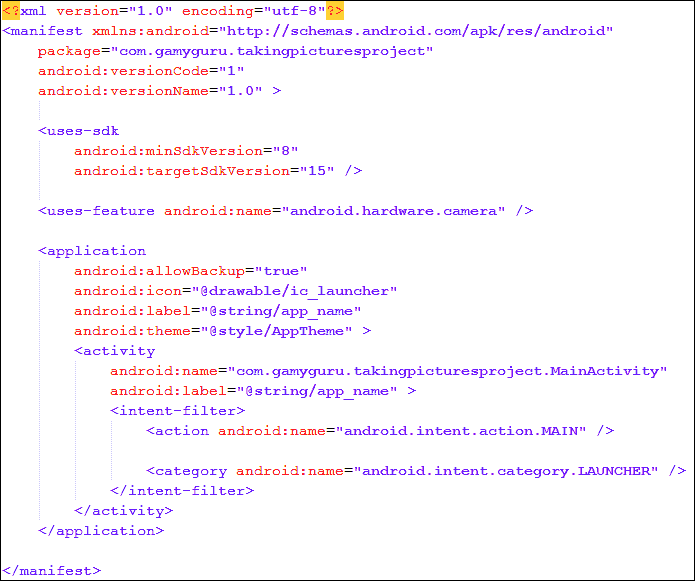 <?xml version="1.0" encoding="utf-8"?>
<manifest xmlns:android="http://schemas.android.com/apk/res/android"
    package="com.gamyguru.takingpicturesproject"
    android:versionCode="1"
    android:versionName="1.0" >
    <uses-sdk
        android:minSdkVersion="8"
        android:targetSdkVersion="15" />
    <uses-feature android:name="android.hardware.camera" />
    <application
        android:allowBackup="true"
        android:icon="@drawable/ic_launcher"
        android:label="@string/app_name"
        android:theme="@style/AppTheme" >
        <activity
            android:name="com.gamyguru.takingpicturesproject.MainActivity"
            android:label="@string/app_name" >
            <intent-filter>
                <action android:name="android.intent.action.MAIN" />
                <category android:name="android.intent.category.LAUNCHER" />
            </intent-filter>
        </activity>
    </application>
</manifest>